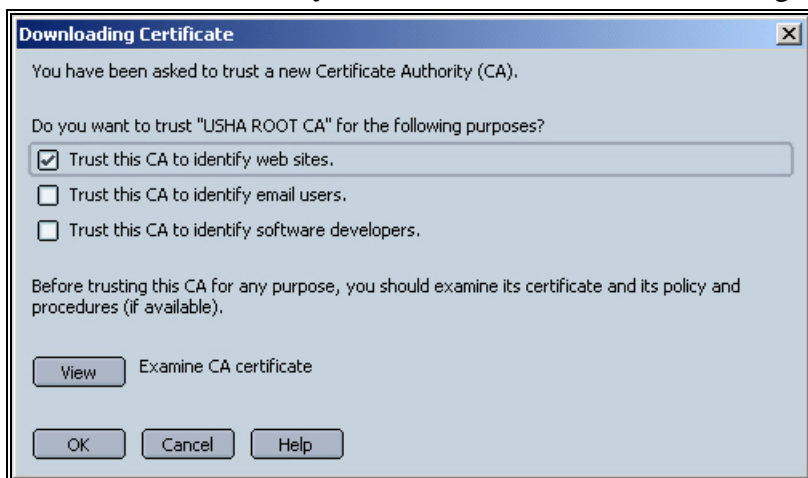 Downloading Certificate
You have been asked to trust a new Certificate Authority (CA).
Do you want to trust "USHA ROOT CA" for the following purposes?
Trust this CA to identify web sites.
Trust this CA to identify email users.
Trust this CA to identify software developers.
Before trusting this CA for any purpose, you should examine its certificate and its policy and
procedures (if available).
View Examine CA certificate
OK Cancel Help